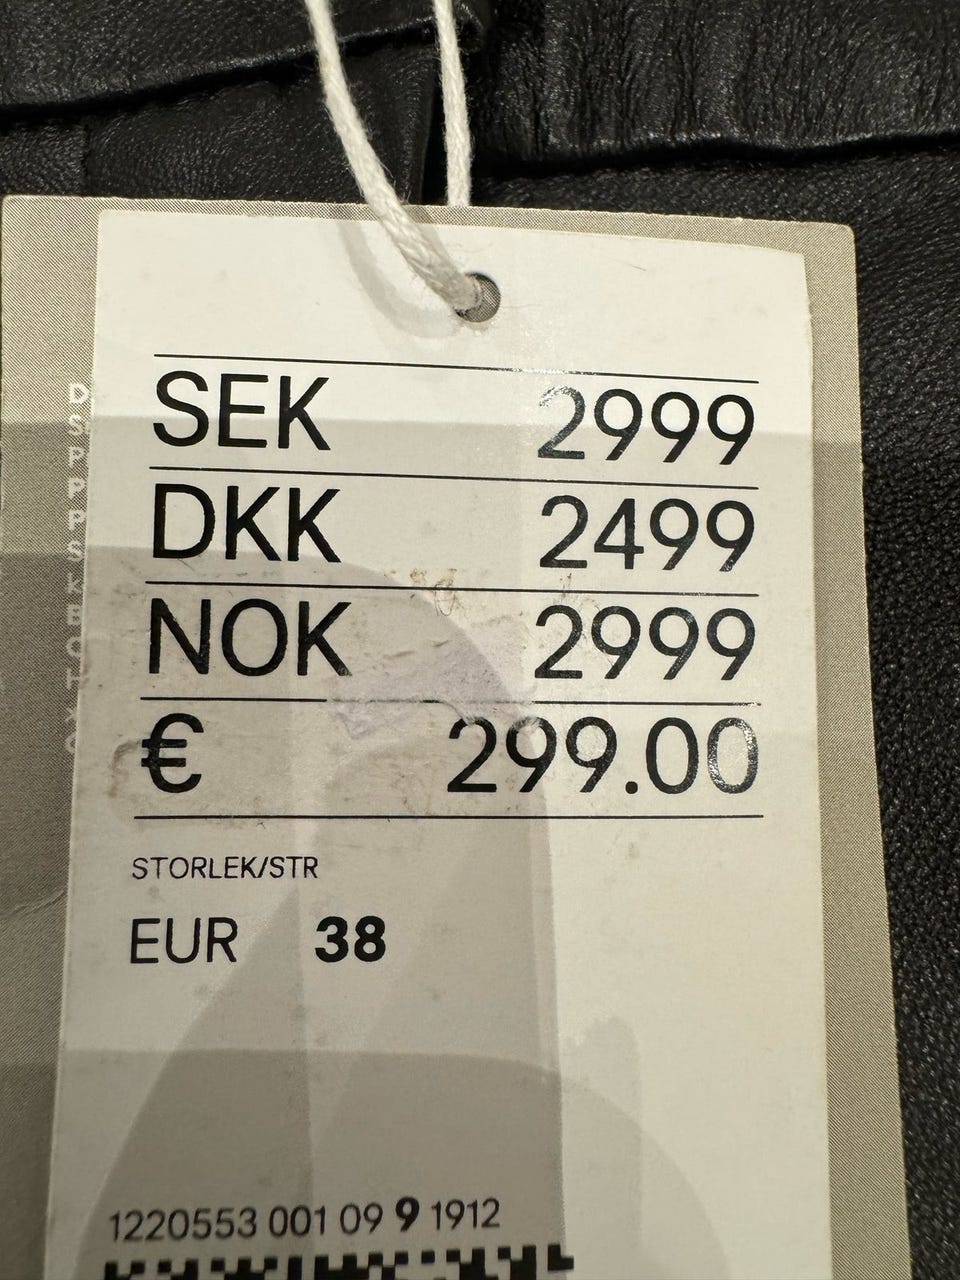 SEK 2999
DKK 2499
NOK 2999
€ 299.00
STORLEK/STR
EUR 38
1220553 001 09 9 1912